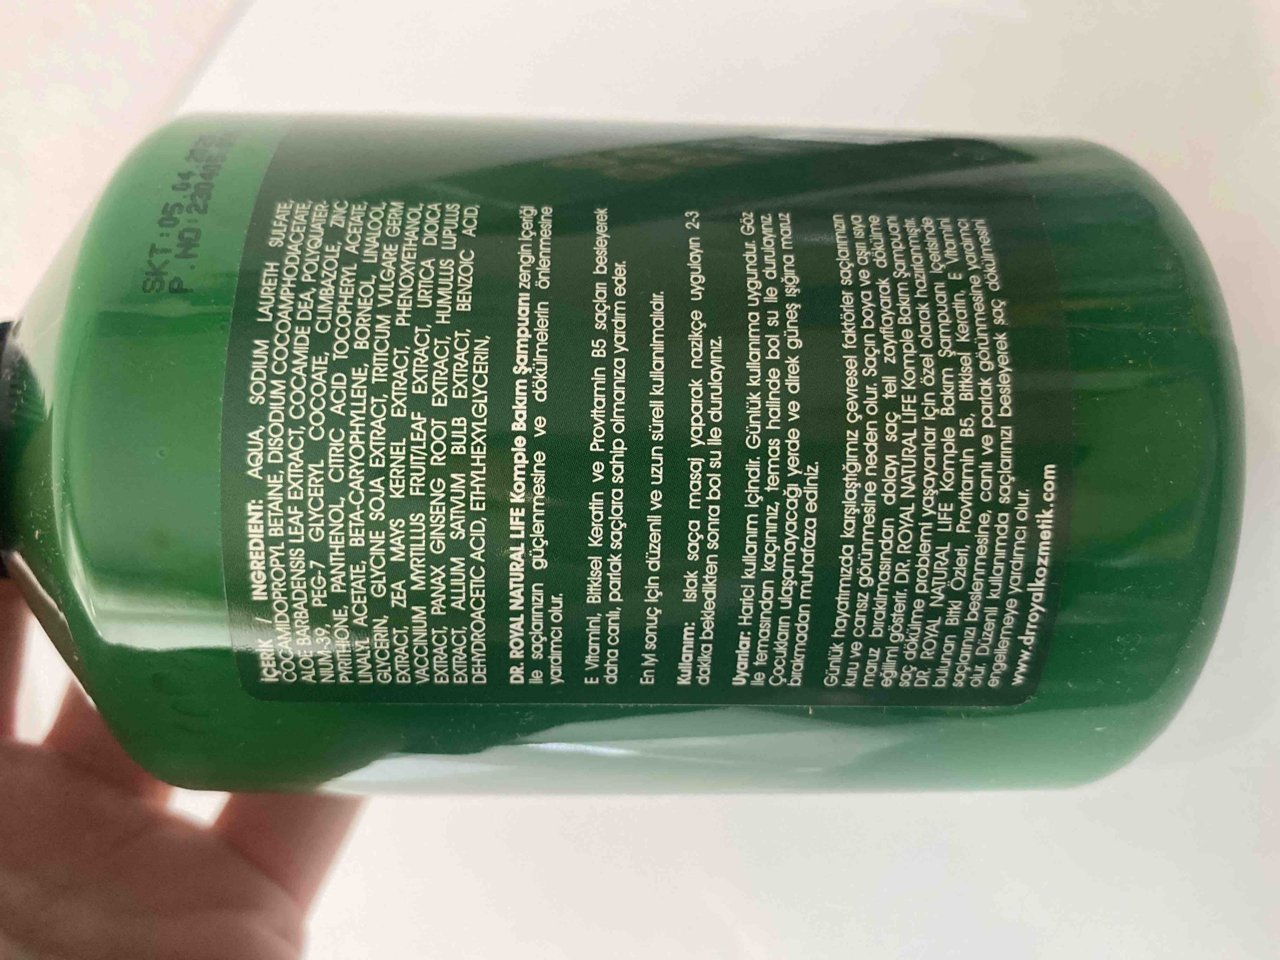 SKT:05.04.202
P.NO:220405
İÇERİK / INGREDIENT: AQUA, SODIUM LAURETH SULFATE,
COCAMIDOPROPYL BETAINE, DISODIUM COCOAMPHODIACETATE,
ALOE BARBADENSIS LEAF EXTRACT, COCAMIDE DEA, POLYQUATER-
NIUM-39, PEG-7 GLYCERYL COCOATE, CLIMBAZOLE, ZINC
PYRITHIONE, PANTHENOL, CITRIC ACID TOCOPHERYL ACETATE,
LINALYL ACETATE, BETA-CARYOPHYLLENE, BORNEOL, LINALOOL,
GLYCERIN, GLYCINE SOJA EXTRACT, TRITICUM VULGARE GERM
EXTRACT, ZEA MAYS KERNEL EXTRACT, PHENOXYETHANOL,
VACCINIUM MYRTILLUS FRUIT/LEAF EXTRACT, URTICA DIOICA
EXTRACT, PANAX GINSENG ROOT EXTRACT, HUMULUS LUPULUS
EXTRACT, ALLIUM SATIVUM BULB EXTRACT, BENZOIC ACID,
DEHYDROACETIC ACID, ETHYLHEXYLGLYCERIN,
DR. ROYAL NATURAL LIFE Komple Bakım Şampuanı zengin içeriği
ile saçlarınızın güçlenmesine ve dökülmelerin önlenmesine
yardımcı olur.
E Vitamini, Bitkisel Keratin ve Provitamin B5 saçları besleyerek
daha canlı, parlak saçlara sahip olmanıza yardım eder.
En M sonuç için düzenli ve uzun süreli kullanılmalıdır.
Kullanım: Islak saça masaj yaparak nazikçe uygulayın 2-3
dakika bekledikten sonra bol su ile durulayınız.
Uyarılar: Harici kullanım içindir. Günlük kullanıma uygundur. Göz
ile temasından kaçınınız, temas halinde bol su ile durulayınız.
Çocukların ulaşamayacağı yerde ve direk güneş ışığına maruz
bırakmadan muhafaza ediniz.
Günlük hayatımızda karşılaştığımız çevresel faktörler saçlarımızın
kuru ve cansız görünmesine neden olur. Saçın boya ve aşırı ısıya
maruz bırakılmasından dolayı saç teli zayıflayarak dökülme
eğilimi gösterir. DR. ROYAL NATURAL LIFE Komple Bakım Şampuanı
saç dökülme problemi yaşayanlar için özel olarak hazırlanmıştır.
DR. ROYAL NATURAL LIFE Komple Bakım Şampuanı içerisinde
bulunan Bitki Özleri, Provitamin B5, Bitkisel Keratin, E Vitamini
saçlarınızı beslenmesine, canlı ve parlak görünmesine yardımcı
olur. Düzenli kullanımda saçlarınızı besleyerek saç dökülmesini
engellemeye yardımcı olur.
www.drroyalkozmetik.com